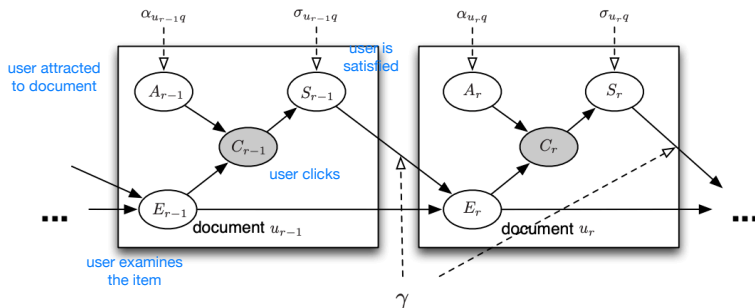 α_{u_{r−1}q} σ_{u_{r−1}q} α_{u_r q} σ_{u_r q}
user attracted
to document
user is
satisfied
A_{r−1} S_{r−1} A_r S_r
C_{r−1} C_r
user clicks
... E_{r−1} E_r ...
document u_{r−1} document u_r
user examines
the item
γ